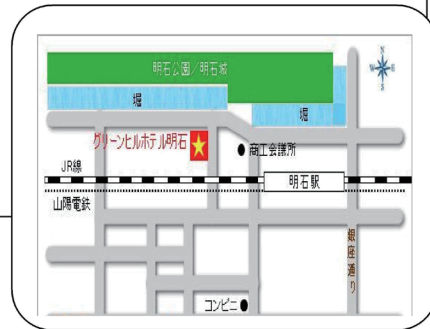 明石公園/明石城
N
W
E
S
堀
堀
グリーンヒルホテル明石
商工会議所
JR線
明石駅
山陽電鉄
銀座通り
コンビニ